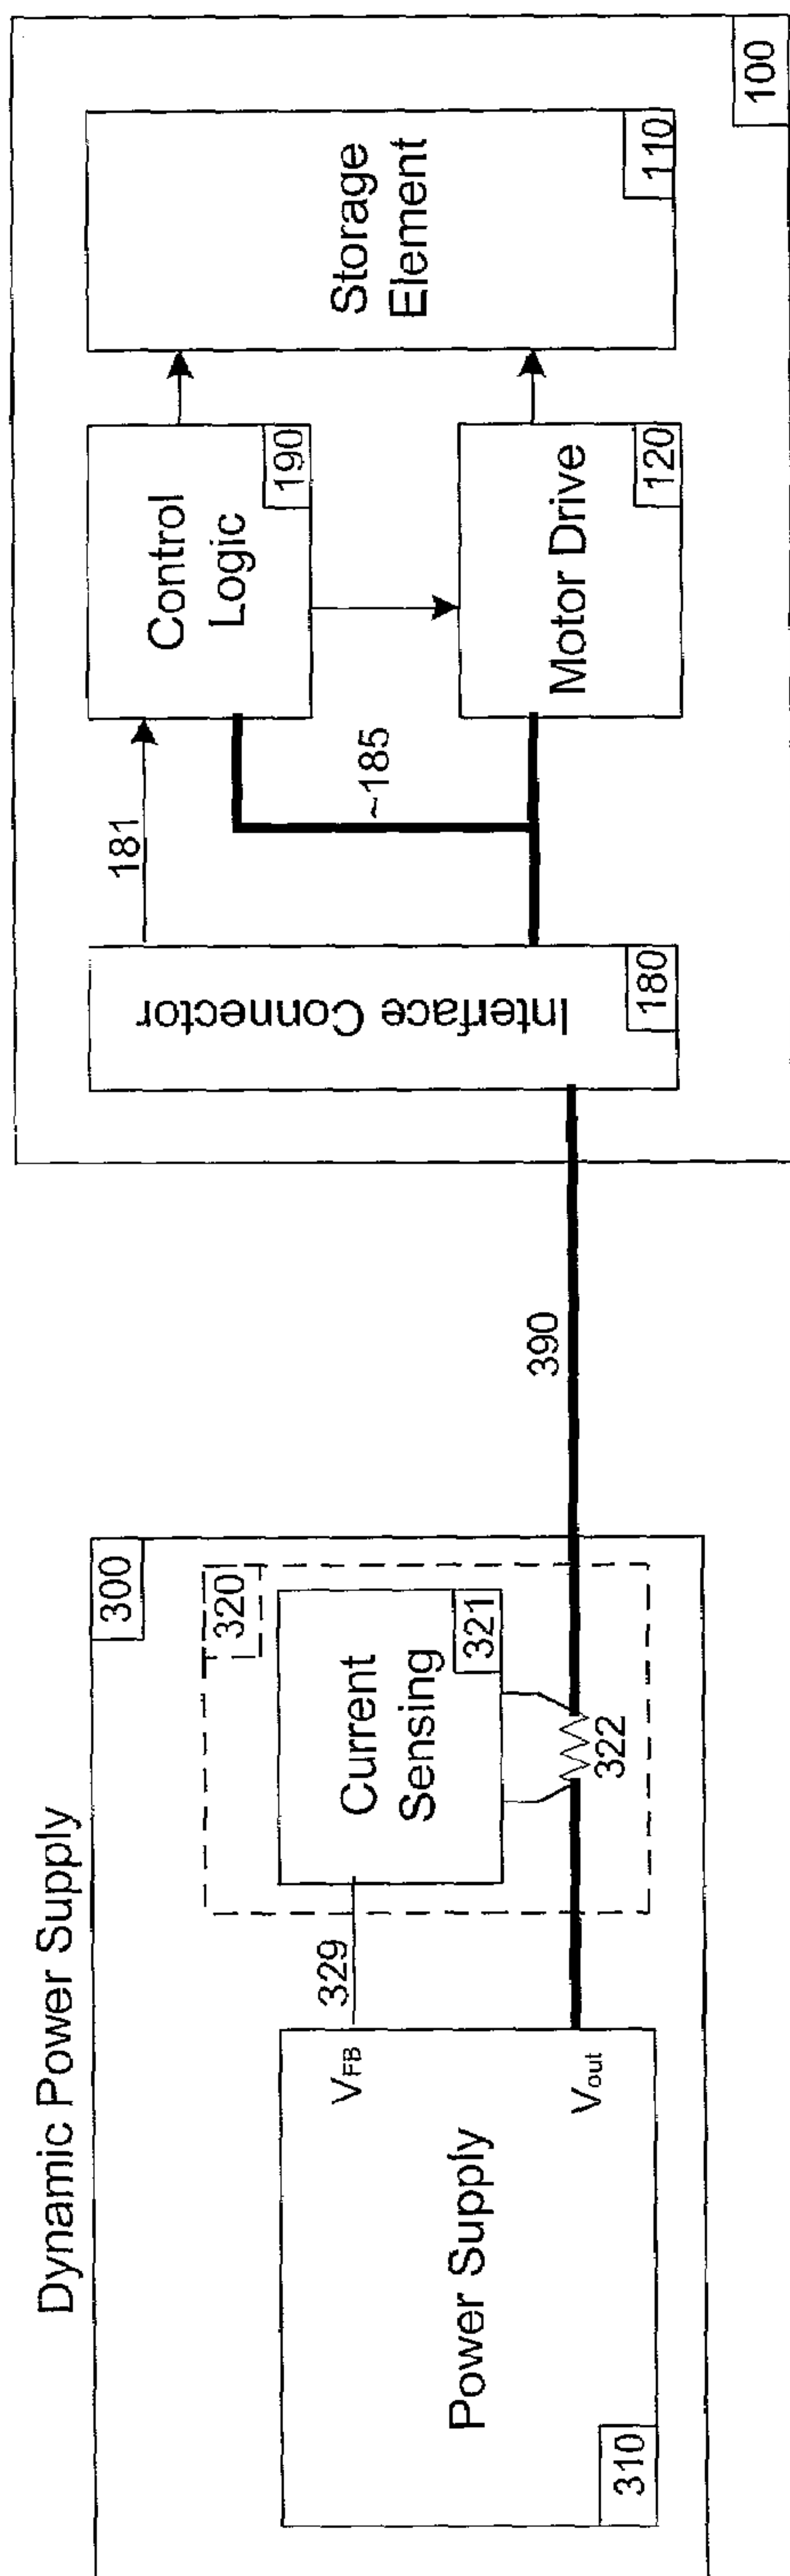 Dynamic Power Supply
300
310
Power Supply
VFB
Vout
329
320
Current
Sensing
321
322
390
100
Interface Connector
180
181
~185
Control
Logic
190
Motor Drive
120
Storage
Element
110